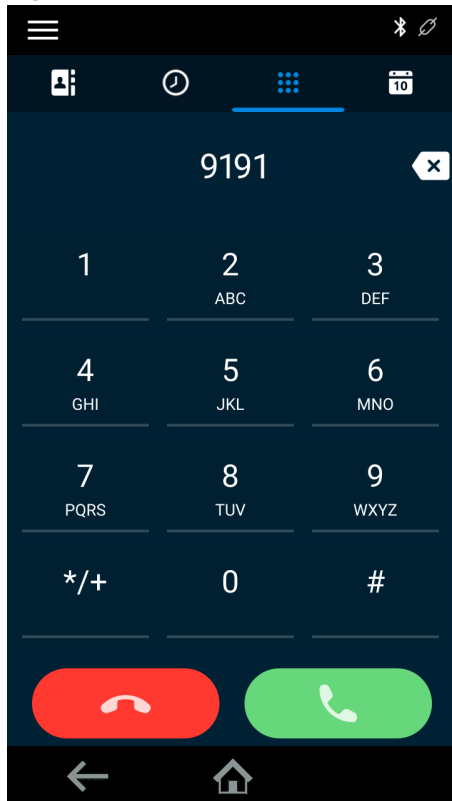 10
9191
1 2 3
ABC DEF
4 5 6
GHI JKL MNO
7 8 9
PQRS TUV WXYZ
*/+ 0 #